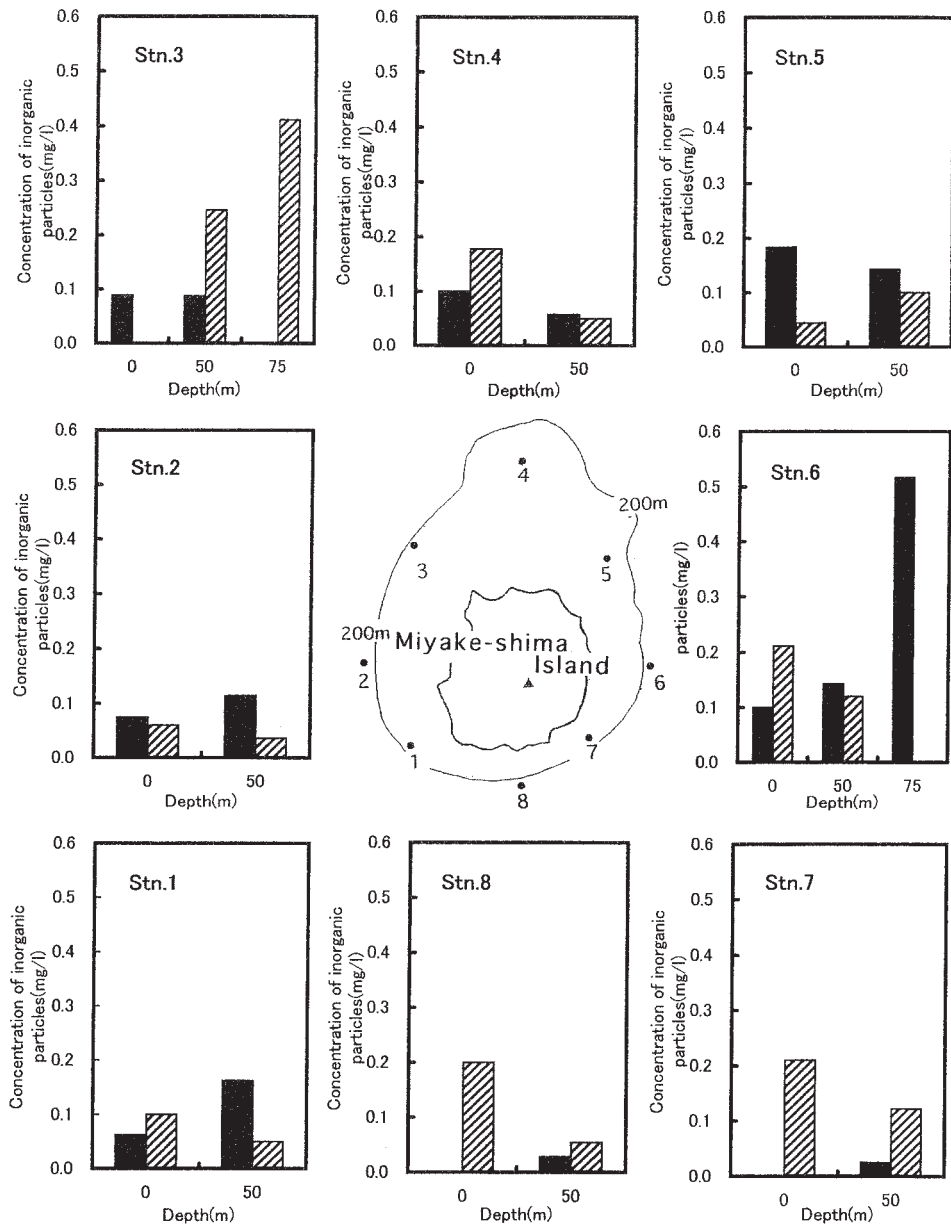 0.6
0.5
0.4
0.3
0.2
0.1
0.0
Concentration of inorganic
particles(mg/l)
Stn.3
0 50 75
Depth(m)
0.6
0.5
0.4
0.3
0.2
0.1
0.0
Concentration of inorganic
particles(mg/l)
Stn.4
0 50
Depth(m)
0.6
0.5
0.4
0.3
0.2
0.1
0.0
Concentration of inorganic
particles(mg/l)
Stn.5
0 50
Depth(m)
0.6
0.5
0.4
0.3
0.2
0.1
0.0
Concentration of inorganic
particles(mg/l)
Stn.2
0 50
Depth(m)
4
200m
3
5
200m
Miyake-shima
Island
2
6
1
7
8
0.6
0.5
0.4
0.3
0.2
0.1
0.0
particles(mg/l)
Stn.6
0 50 75
Depth(m)
0.6
0.5
0.4
0.3
0.2
0.1
0.0
Concentration of inorganic
particles(mg/l)
Stn.1
0 50
Depth(m)
0.6
0.5
0.4
0.3
0.2
0.1
0.0
Concentration of inorganic
particles(mg/l)
Stn.8
0 50
Depth(m)
0.6
0.5
0.4
0.3
0.2
0.1
0.0
Concentration of inorganic
particles(mg/l)
Stn.7
0 50
Depth(m)